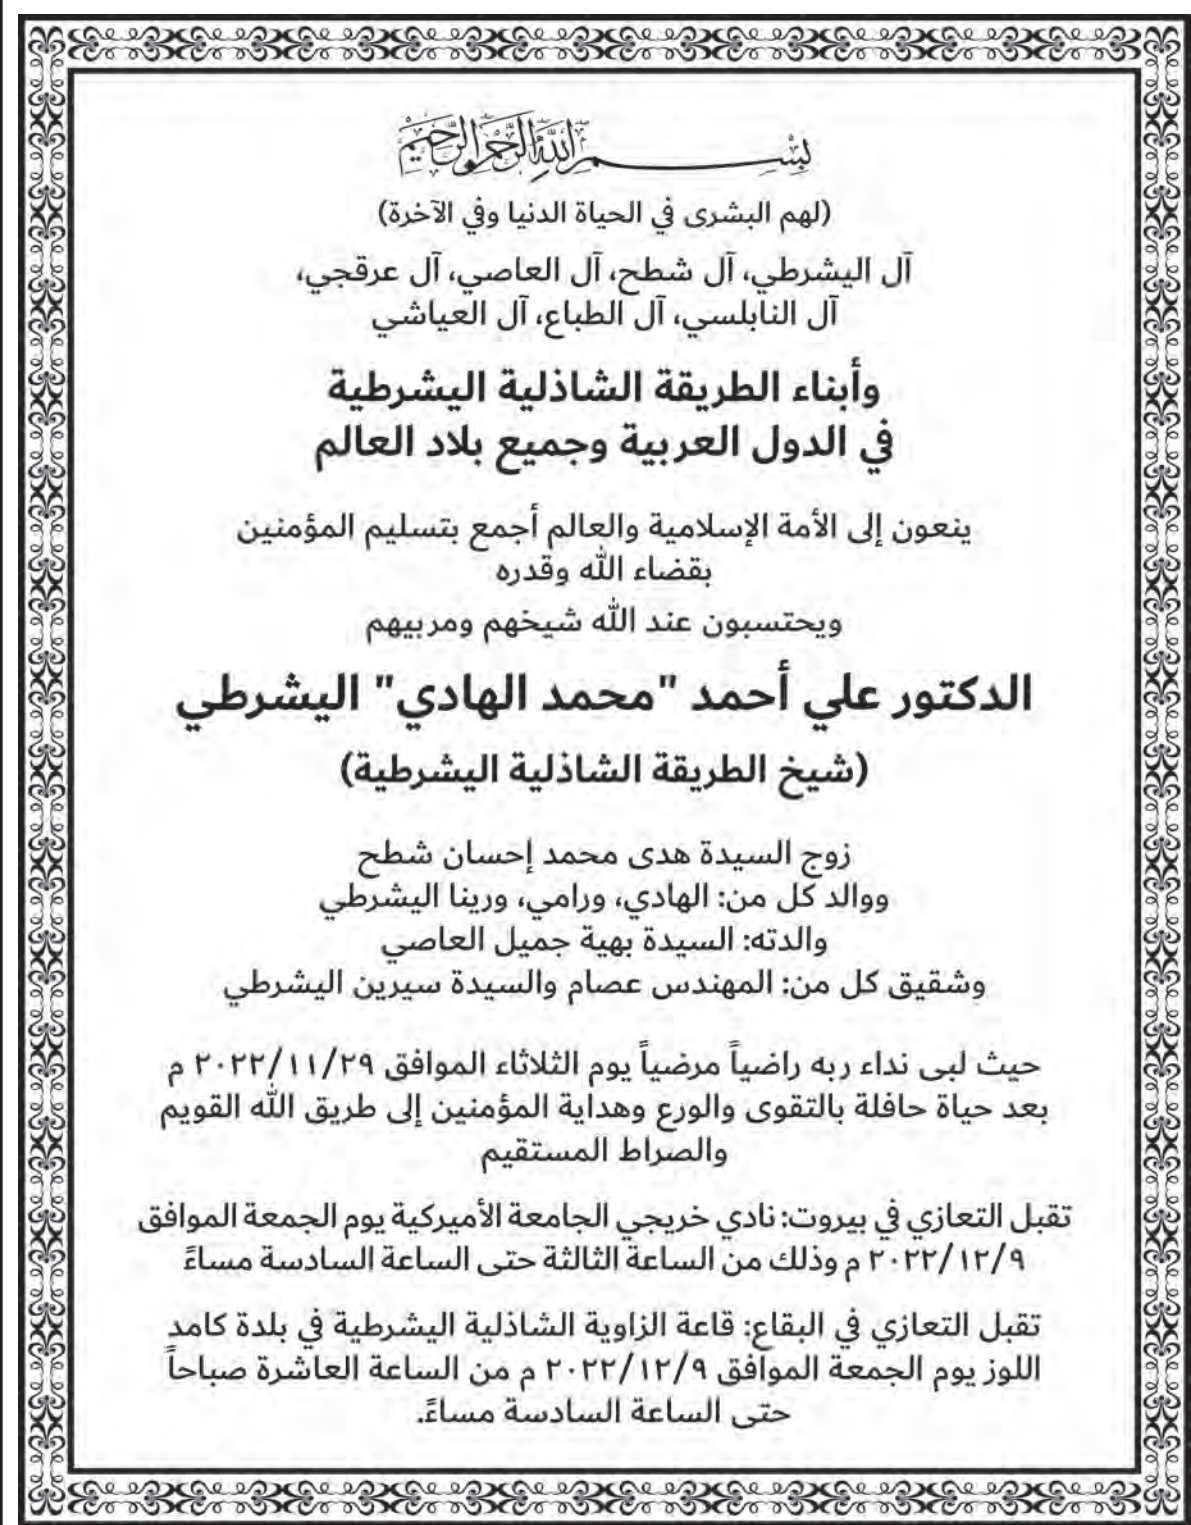 بسم الله الرحمن الرحيم
(لهم البشرى في الحياة الدنيا وفي الآخرة)
آل اليشرطي، آل شطح، آل العاصي، آل عرقجي،
آل النابلسي، آل الطباع، آل العياشي
وأبناء الطريقة الشاذلية اليشرطية
في الدول العربية وجميع بلاد العالم
ينعون إلى الأمة الإسلامية والعالم أجمع بتسليم المؤمنين
بقضاء الله وقدره
ويحتسبون عند الله شيخهم ومربيهم
الدكتور علي أحمد "محمد الهادي" اليشرطي
(شيخ الطريقة الشاذلية اليشرطية)
زوج السيدة هدى محمد إحسان شطح
ووالد كل من: الهادي، ورامي، ورينا اليشرطي
والدته: السيدة بهية جميل العاصي
وشقيق كل من: المهندس عصام والسيدة سيرين اليشرطي
حيث لبى نداء ربه راضياً مرضياً يوم الثلاثاء الموافق ٢٠٢٢/١١/٢٩ م
بعد حياة حافلة بالتقوى والورع وهداية المؤمنين إلى طريق الله القويم
والصراط المستقيم
تقبل التعازي في بيروت: نادي خريجي الجامعة الأميركية يوم الجمعة الموافق
٢٠٢٢/١٢/٩ م وذلك من الساعة الثالثة حتى الساعة السادسة مساءً
تقبل التعازي في البقاع: قاعة الزاوية الشاذلية اليشرطية في بلدة كامد
اللوز يوم الجمعة الموافق ٢٠٢٢/١٢/٩ م من الساعة العاشرة صباحاً
حتى الساعة السادسة مساءً.